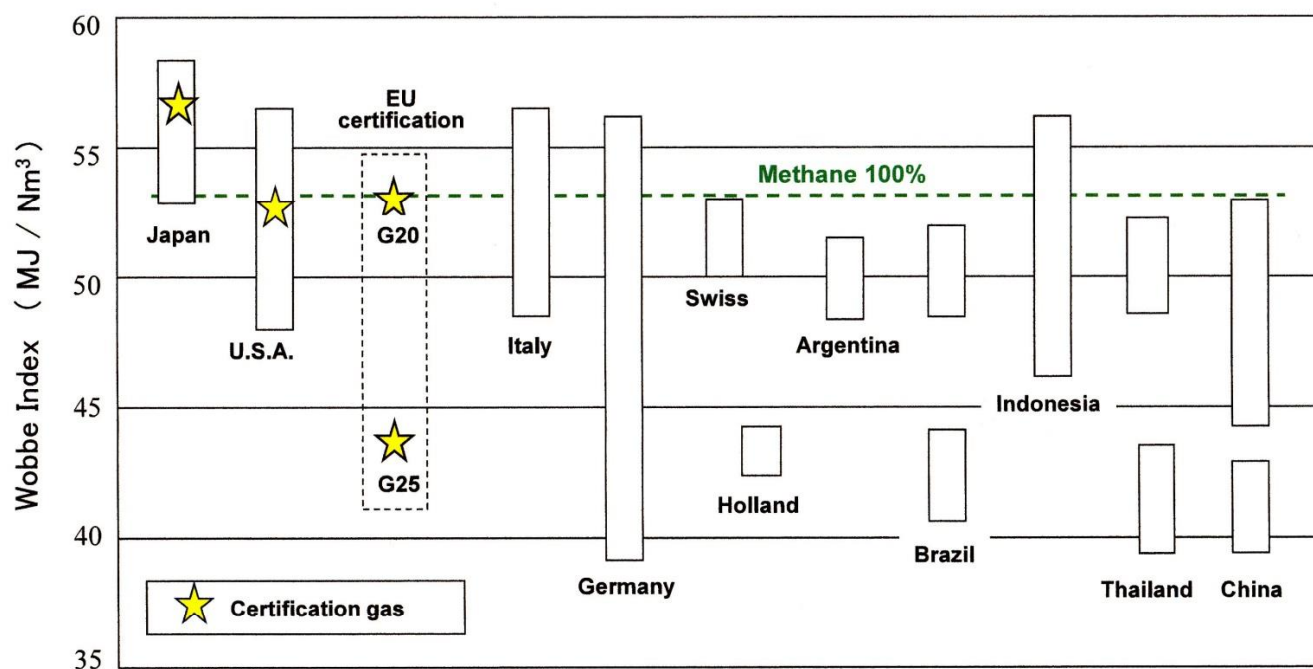 Wobbe Index ( MJ / Nm³ )
60
55
50
45
40
35
EU
certification
Methane 100%
Japan
G20
Swiss
U.S.A.
Italy
Argentina
Indonesia
G25
Holland
Brazil
Germany
Thailand
China
Certification gas